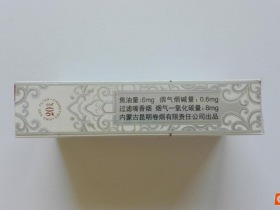 焦油量：6mg 烟气烟碱量：0.6mg
过滤嘴香烟 烟气一氧化碳量：8mg
内蒙古昆明卷烟有限责任公司出品
20